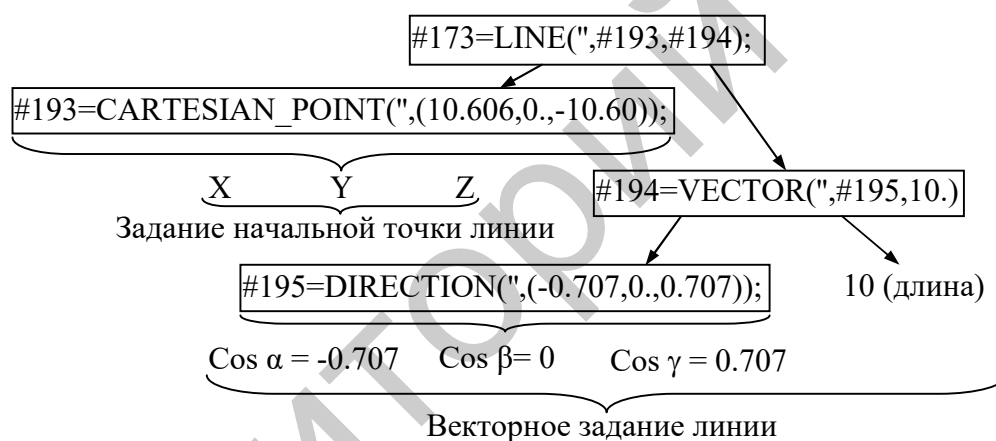 #173=LINE('',#193,#194);
#193=CARTESIAN_POINT('',(10.606,0.,-10.60));
X Y Z
#194=VECTOR('',#195,10.)
Задание начальной точки линии
#195=DIRECTION('',(-0.707,0.,0.707));
10 (длина)
Cos α = -0.707 Cos β= 0 Cos γ = 0.707
Векторное задание линии